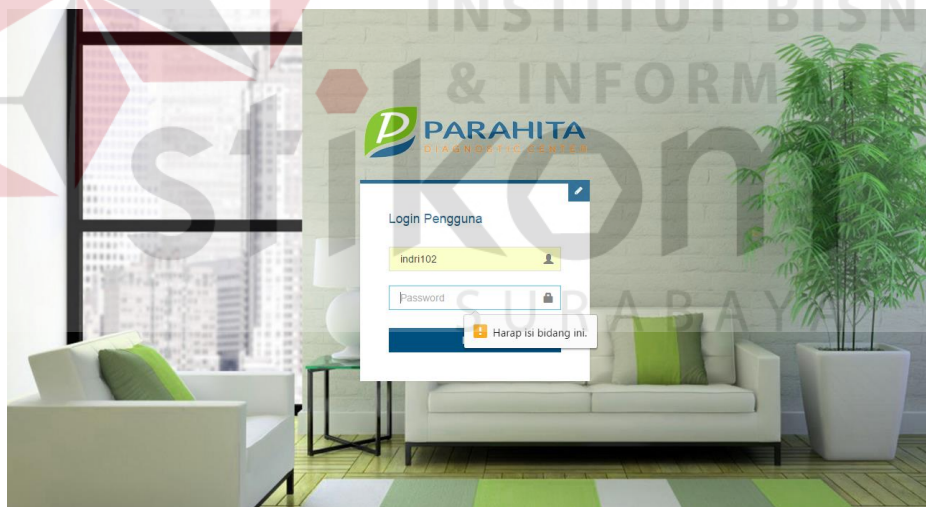 INSTITUT BISN
& INFORM
stikom
SURABAYA
PARAHITA
DIAGNOSTIC CENTER
Login Pengguna
indri102
Password
Harap isi bidang ini.